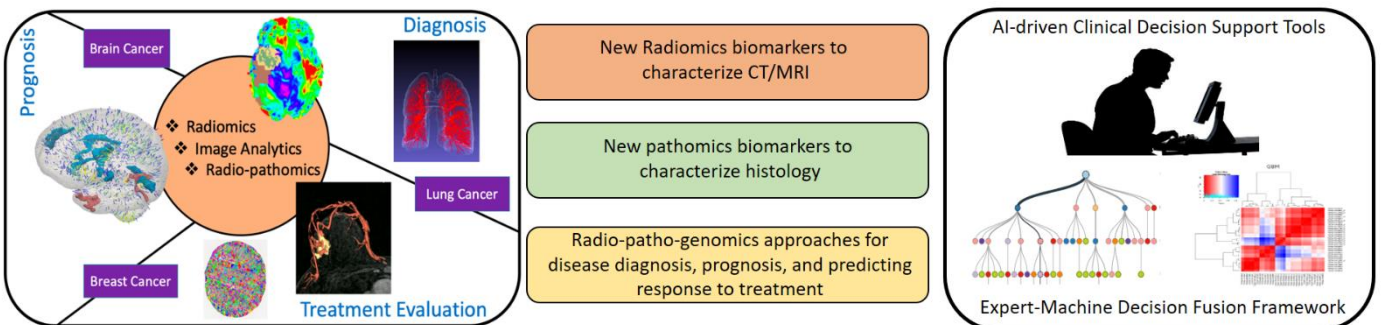 Prognosis
Brain Cancer
Diagnosis
❖ Radiomics
❖ Image Analytics
❖ Radio-pathomics
Lung Cancer
Breast Cancer
Treatment Evaluation
New Radiomics biomarkers to
characterize CT/MRI
New pathomics biomarkers to
characterize histology
Radio-patho-genomics approaches for
disease diagnosis, prognosis, and predicting
response to treatment
AI-driven Clinical Decision Support Tools
Expert-Machine Decision Fusion Framework